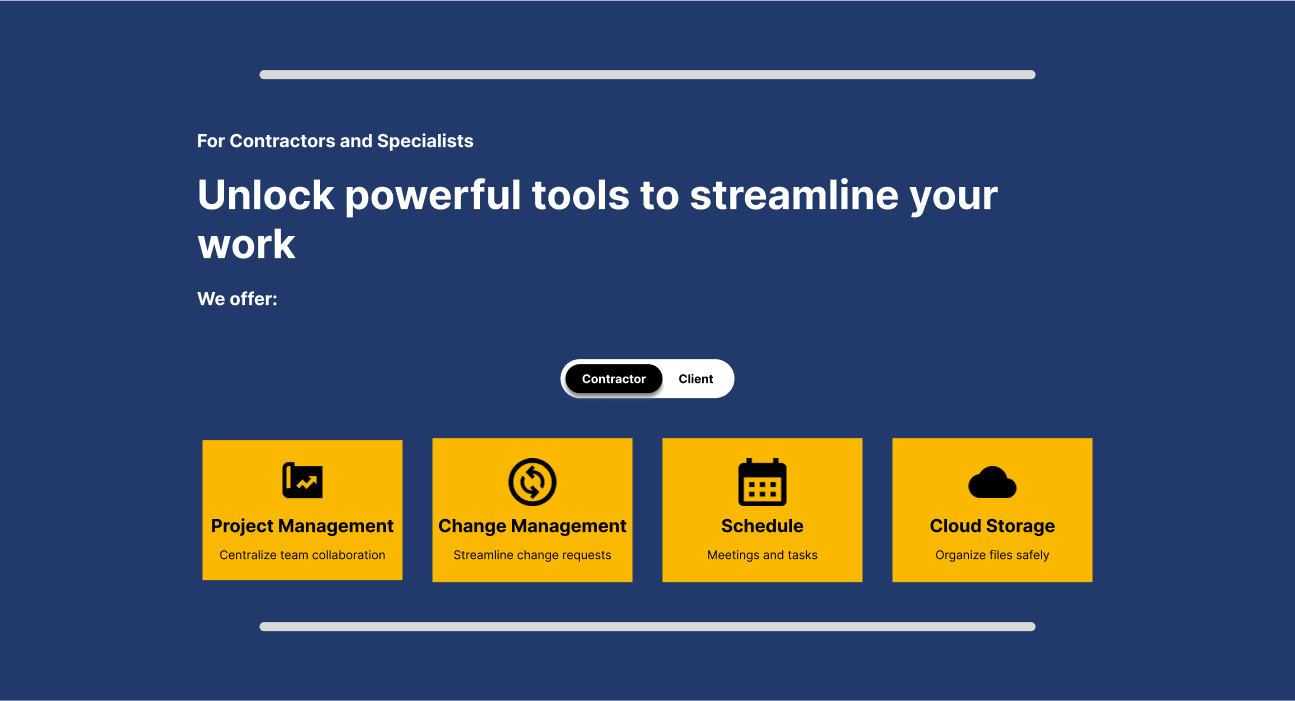 For Contractors and Specialists
Unlock powerful tools to streamline your
work
We offer:
Contractor Client
Project Management
Centralize team collaboration
Change Management
Streamline change requests
Schedule
Meetings and tasks
Cloud Storage
Organize files safely